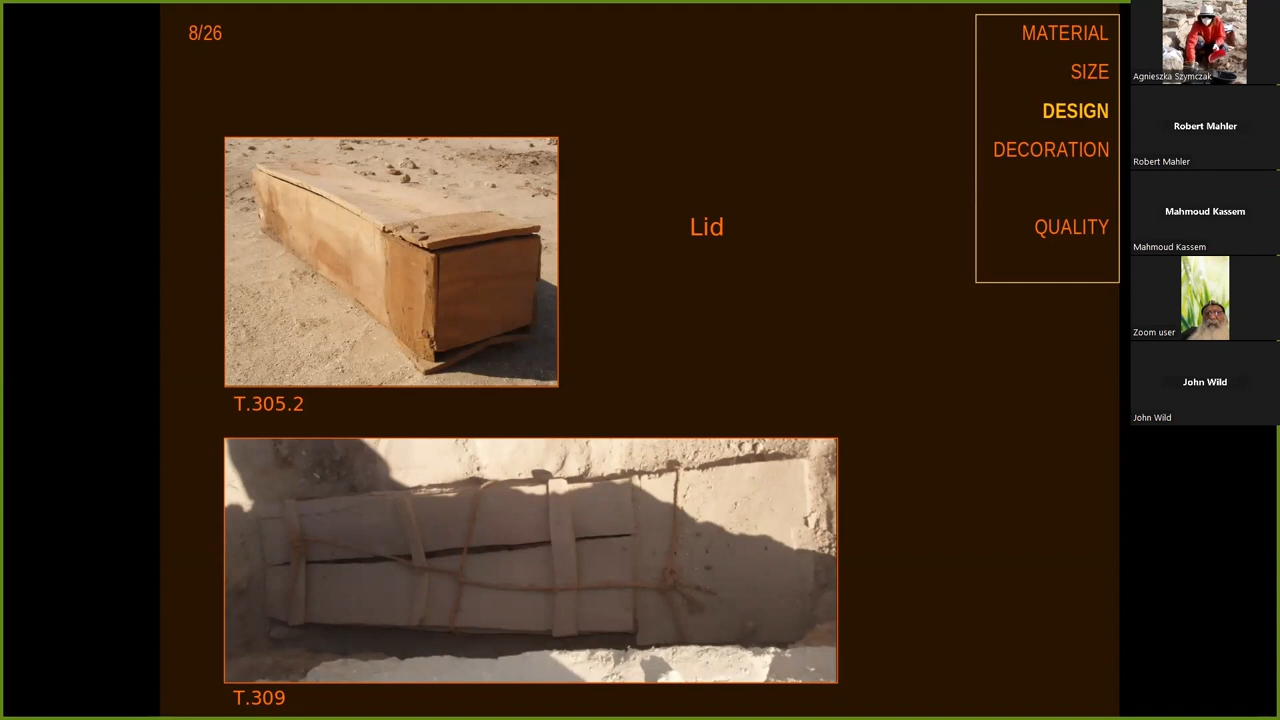 8/26
MATERIAL
SIZE
DESIGN
DECORATION
QUALITY
Lid
T.305.2
T.309
Agnieszka Szymczak
Robert Mahler
Robert Mahler
Mahmoud Kassem
Mahmoud Kassem
Zoom user
John Wild
John Wild